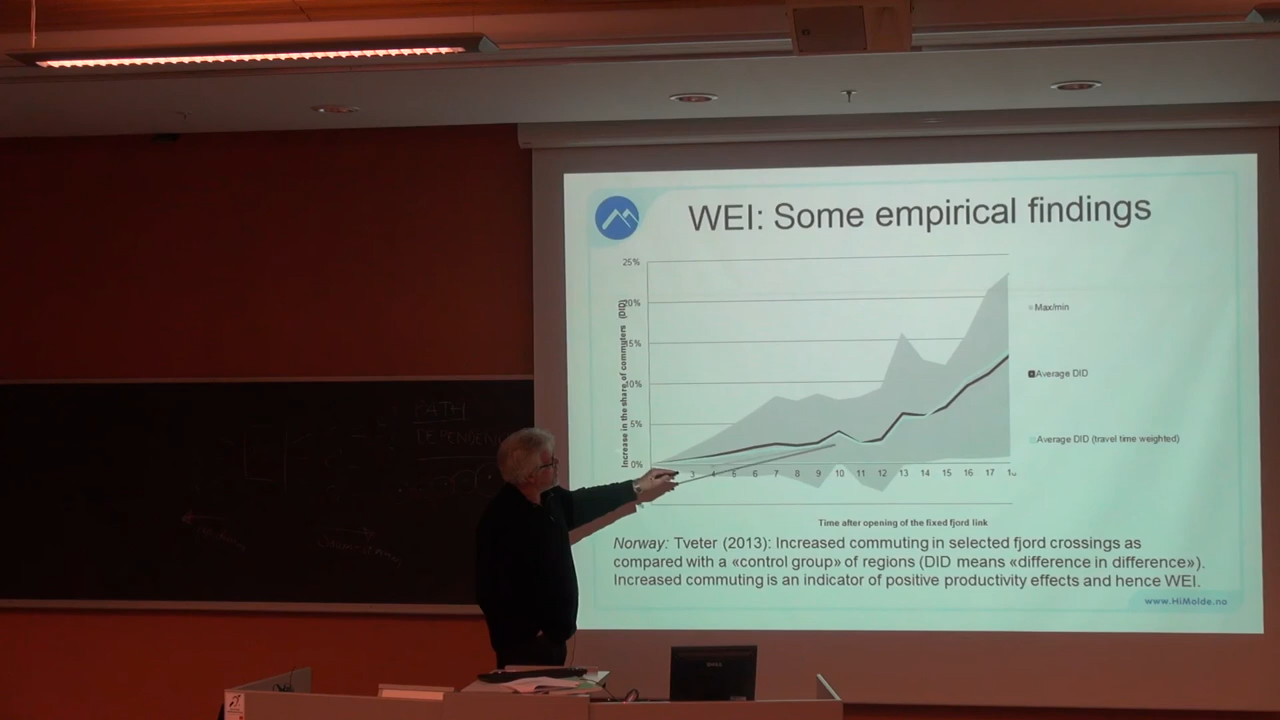 WEI: Some empirical findings
25%
20%
5%
0%
5%
0%
Increase in the share of commuters (DID)
3 4 5 6 7 8 9 10 11 12 13 14 15 16 17
Time after opening of the fixed fjord link
Max/min
Average DID
Average DID (travel time weighted)
Norway: Tveter (2013): Increased commuting in selected fjord crossings as
compared with a «control group» of regions (DID means «difference in difference»).
Increased commuting is an indicator of positive productivity effects and hence WEI.
www.HiMolde.no
PATH
DELL